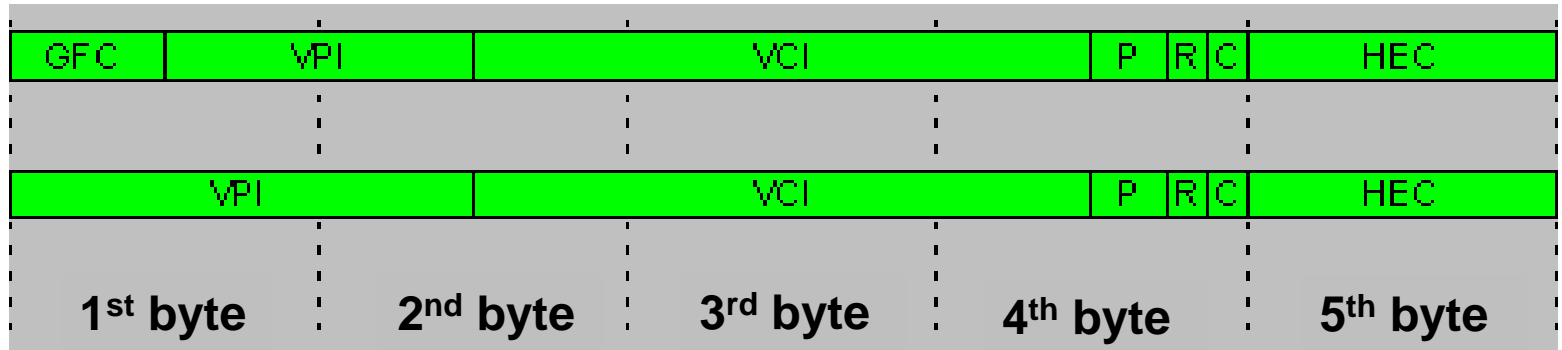 GFC VPI VCI P R C HEC
VPI VCI P R C HEC
1st byte 2nd byte 3rd byte 4th byte 5th byte